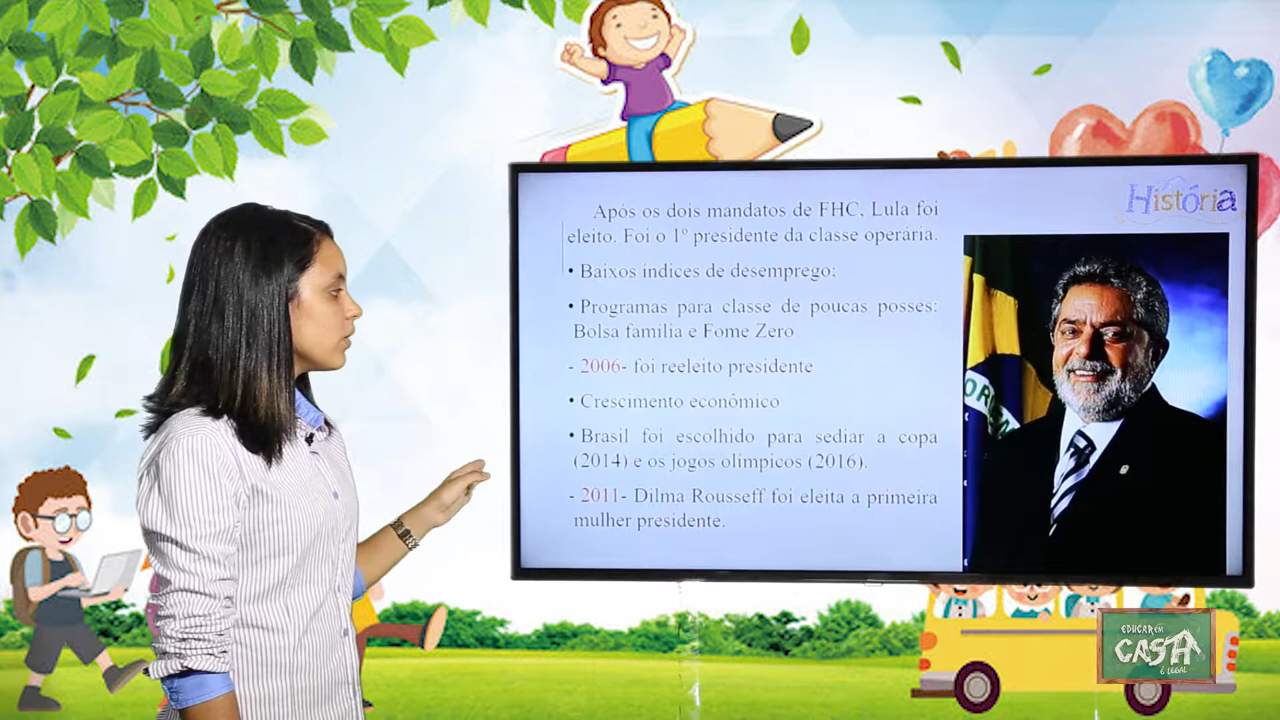 História
Após os dois mandatos de FHC, Lula foi
eleito. Foi o 1º presidente da classe operária.
• Baixos índices de desemprego;
• Programas para classe de poucas posses:
Bolsa família e Fome Zero
- 2006- foi reeleito presidente
• Crescimento econômico
• Brasil foi escolhido para sediar a copa
(2014) e os jogos olímpicos (2016).
- 2011- Dilma Rousseff foi eleita a primeira
mulher presidente.
EDUCAR EM
CASA
É LEGAL